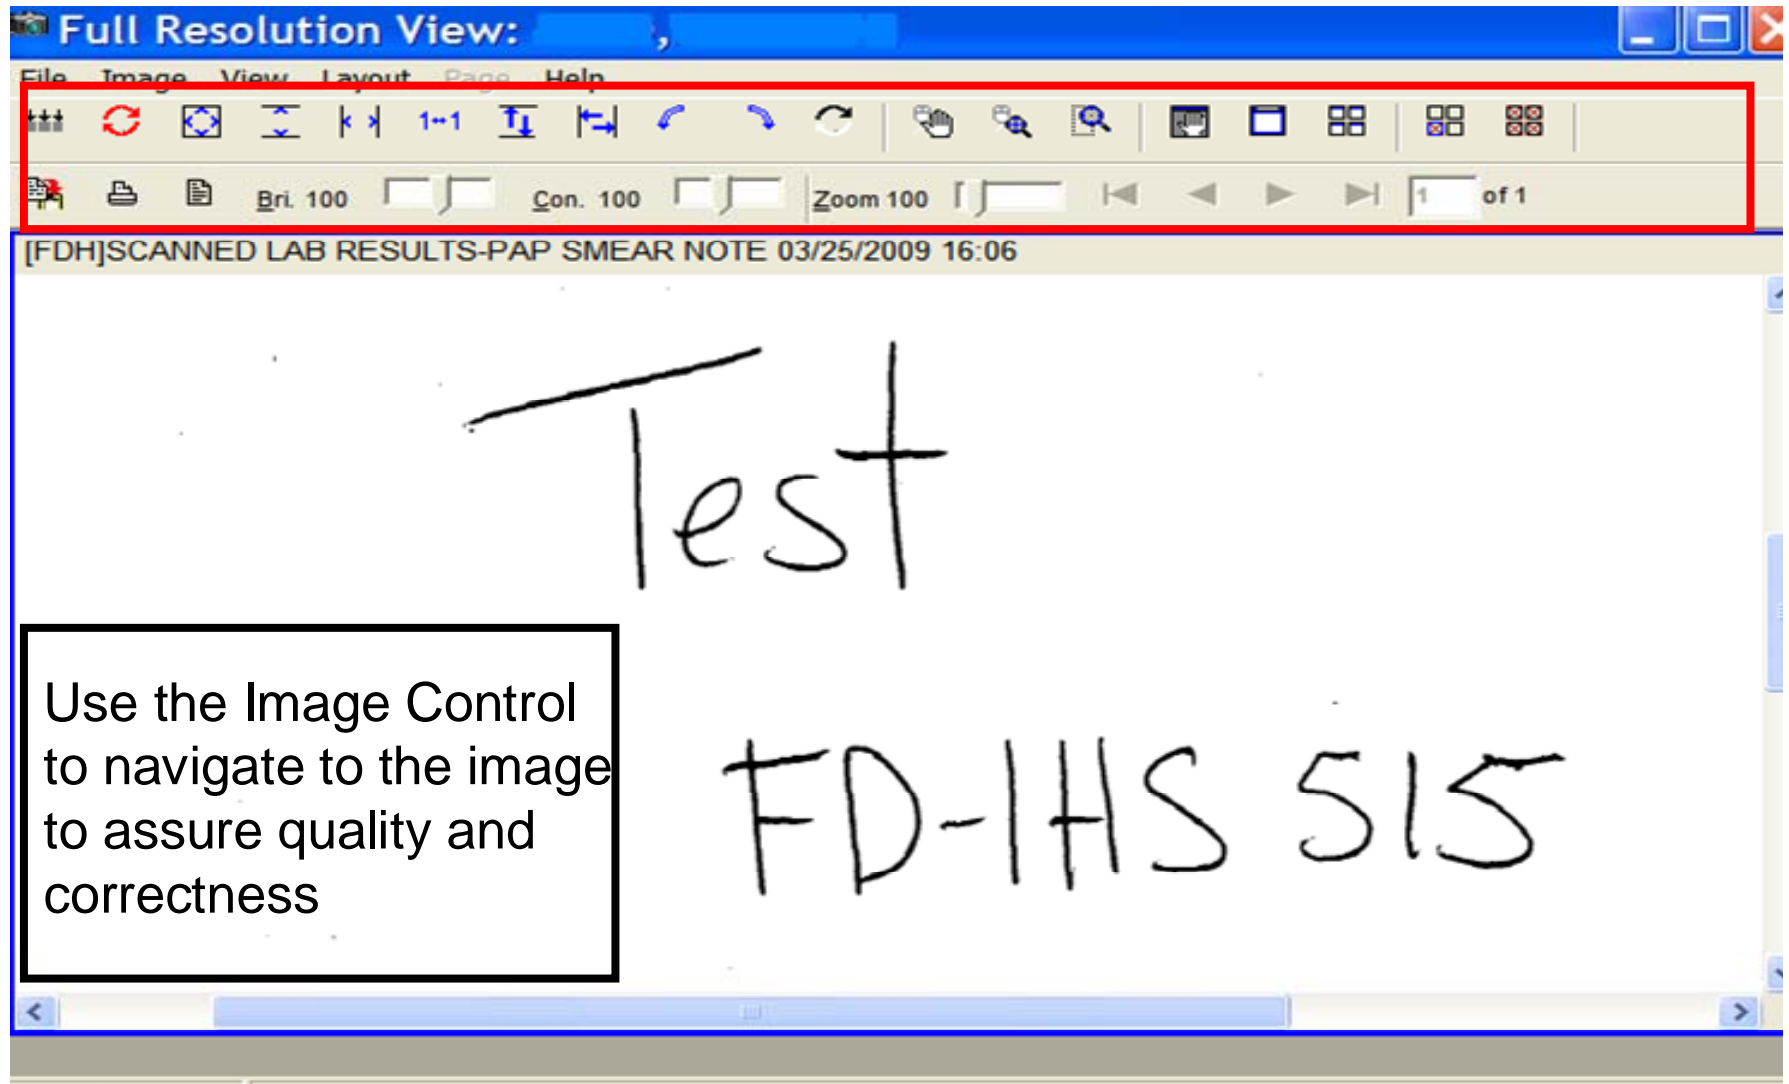 Full Resolution View: ,
File Image View Layout Page Help
1↔1
Bri. 100 Con. 100 Zoom 100 1 of 1
[FDH]SCANNED LAB RESULTS-PAP SMEAR NOTE 03/25/2009 16:06
Test
FD-IHS 515
Use the Image Control
to navigate to the image
to assure quality and
correctness